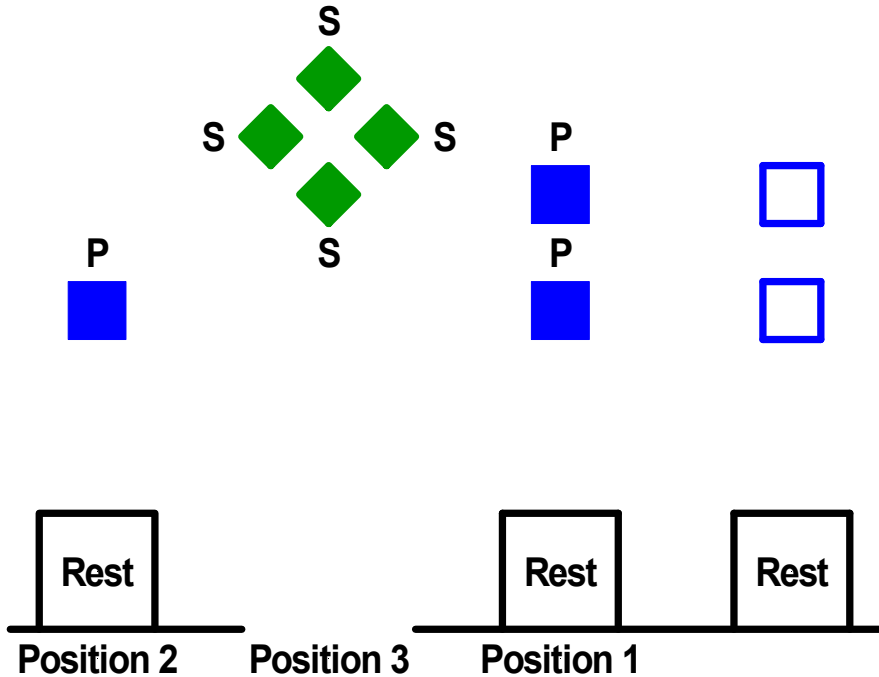 S
S S P
P S P
Rest Rest Rest
Position 2 Position 3 Position 1